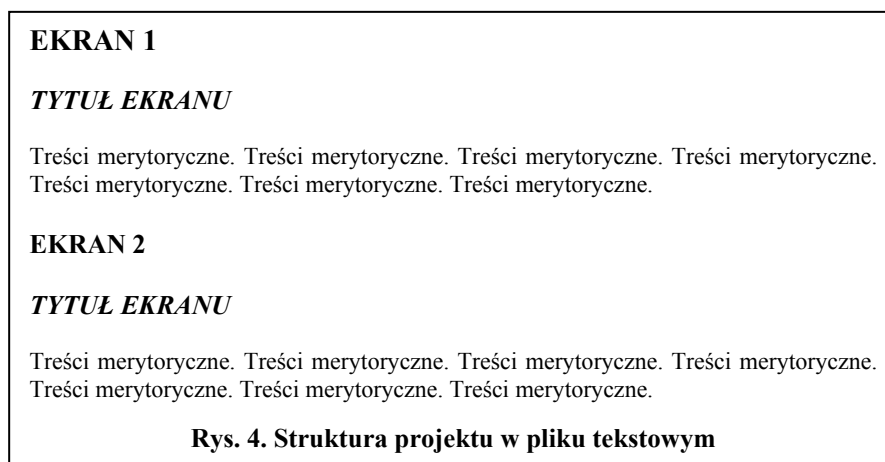 EKRAN 1
TYTUŁ EKRANU
Treści merytoryczne. Treści merytoryczne. Treści merytoryczne. Treści merytoryczne.
Treści merytoryczne. Treści merytoryczne. Treści merytoryczne.
EKRAN 2
TYTUŁ EKRANU
Treści merytoryczne. Treści merytoryczne. Treści merytoryczne. Treści merytoryczne.
Treści merytoryczne. Treści merytoryczne. Treści merytoryczne.
Rys. 4. Struktura projektu w pliku tekstowym